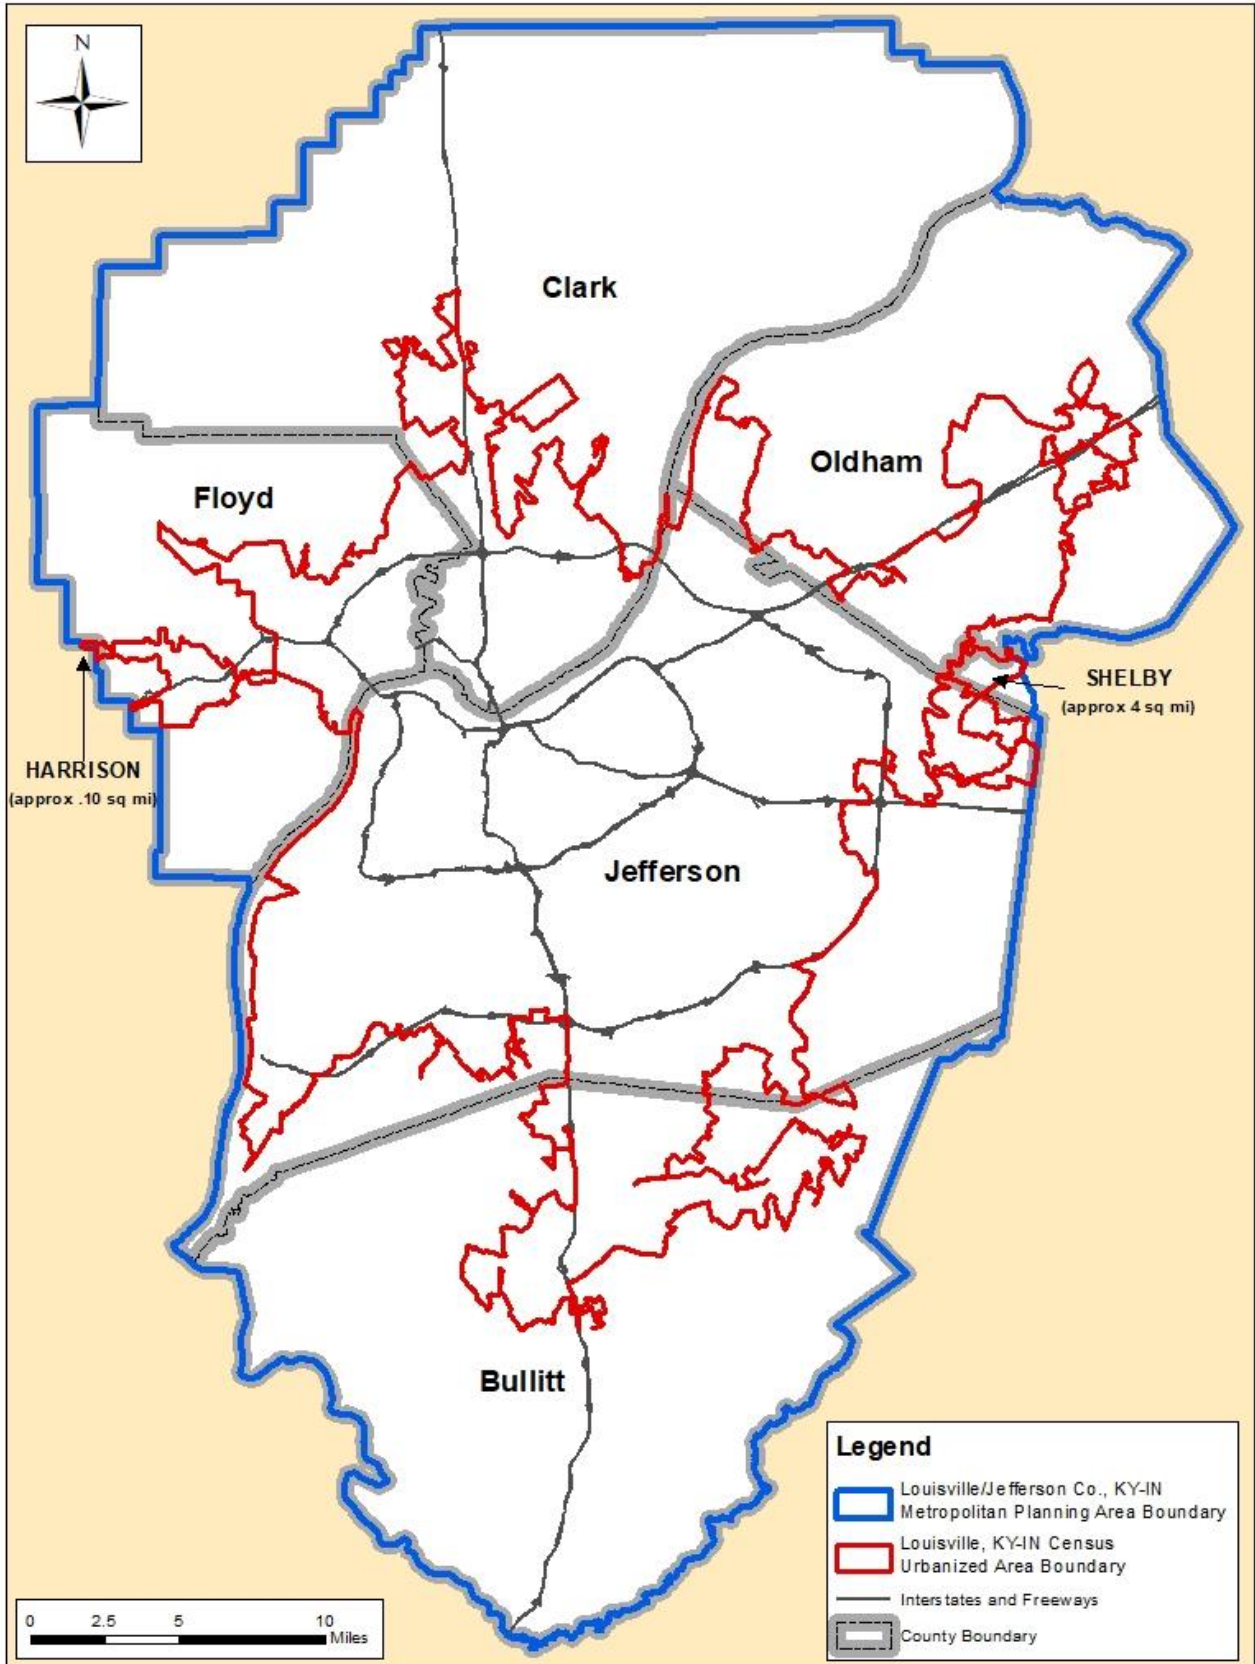 N
Clark
Oldham
Floyd
SHELBY
(approx 4 sq mi)
HARRISON
(approx .10 sq mi)
Jefferson
Bullitt
Legend
Louisville/Jefferson Co., KY-IN
Metropolitan Planning Area Boundary
Louisville, KY-IN Census
Urbanized Area Boundary
Interstates and Freeways
County Boundary
0 2.5 5 10
Miles